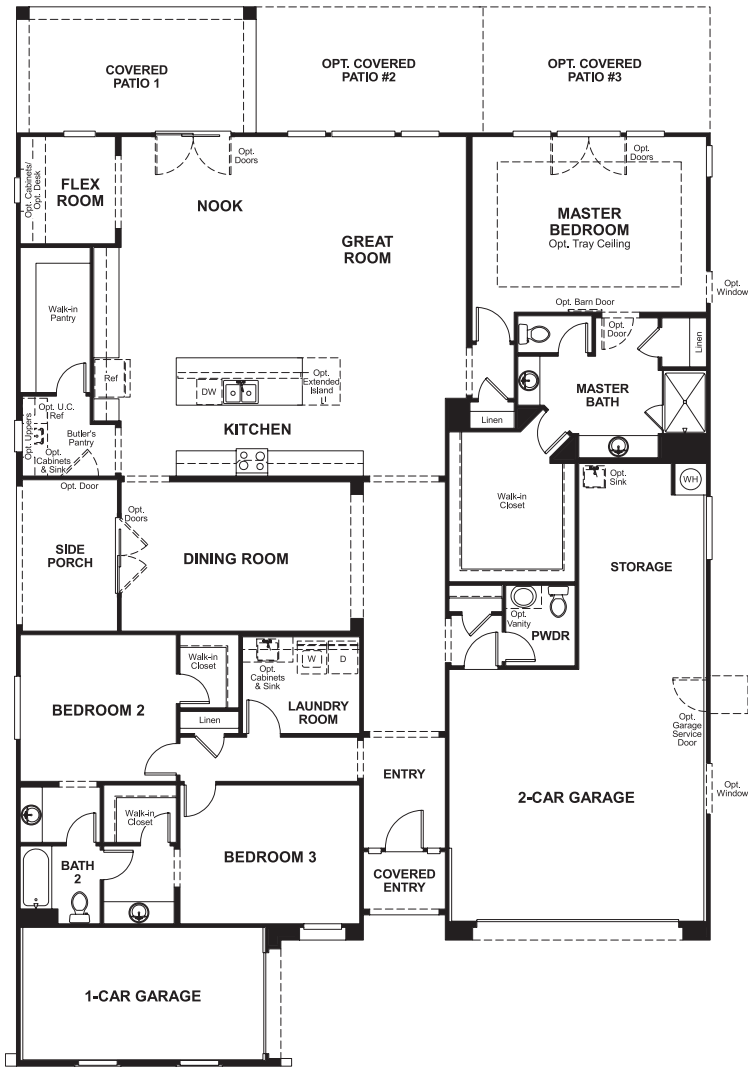 COVERED
PATIO 1
OPT. COVERED
PATIO #2
OPT. COVERED
PATIO #3
Opt. Cabinets/
Opt. Desk
FLEX
ROOM
Opt.
Doors
NOOK
GREAT
ROOM
Opt.
Doors
MASTER
BEDROOM
Opt. Tray Ceiling
Opt.
Window
Walk-in
Pantry
Ref
Opt. Barn Door
Opt.
Door
Linen
DW
Opt.
Extended
Island
MASTER
BATH
Linen
KITCHEN
Opt. U.C.
Ref
Opt. Uppers
Butler's
Pantry
Opt.
Cabinets
& Sink
Opt. Door
Walk-in
Closet
Opt.
Sink
WH
Opt.
Doors
SIDE
PORCH
DINING ROOM
STORAGE
Opt.
Vanity
PWDR
Walk-in
Closet
W
D
Opt.
Cabinets
& Sink
BEDROOM 2
LAUNDRY
ROOM
Linen
Opt.
Garage
Service
Door
ENTRY
2-CAR GARAGE
Opt.
Window
Walk-in
Closet
BATH
2
BEDROOM 3
COVERED
ENTRY
1-CAR GARAGE